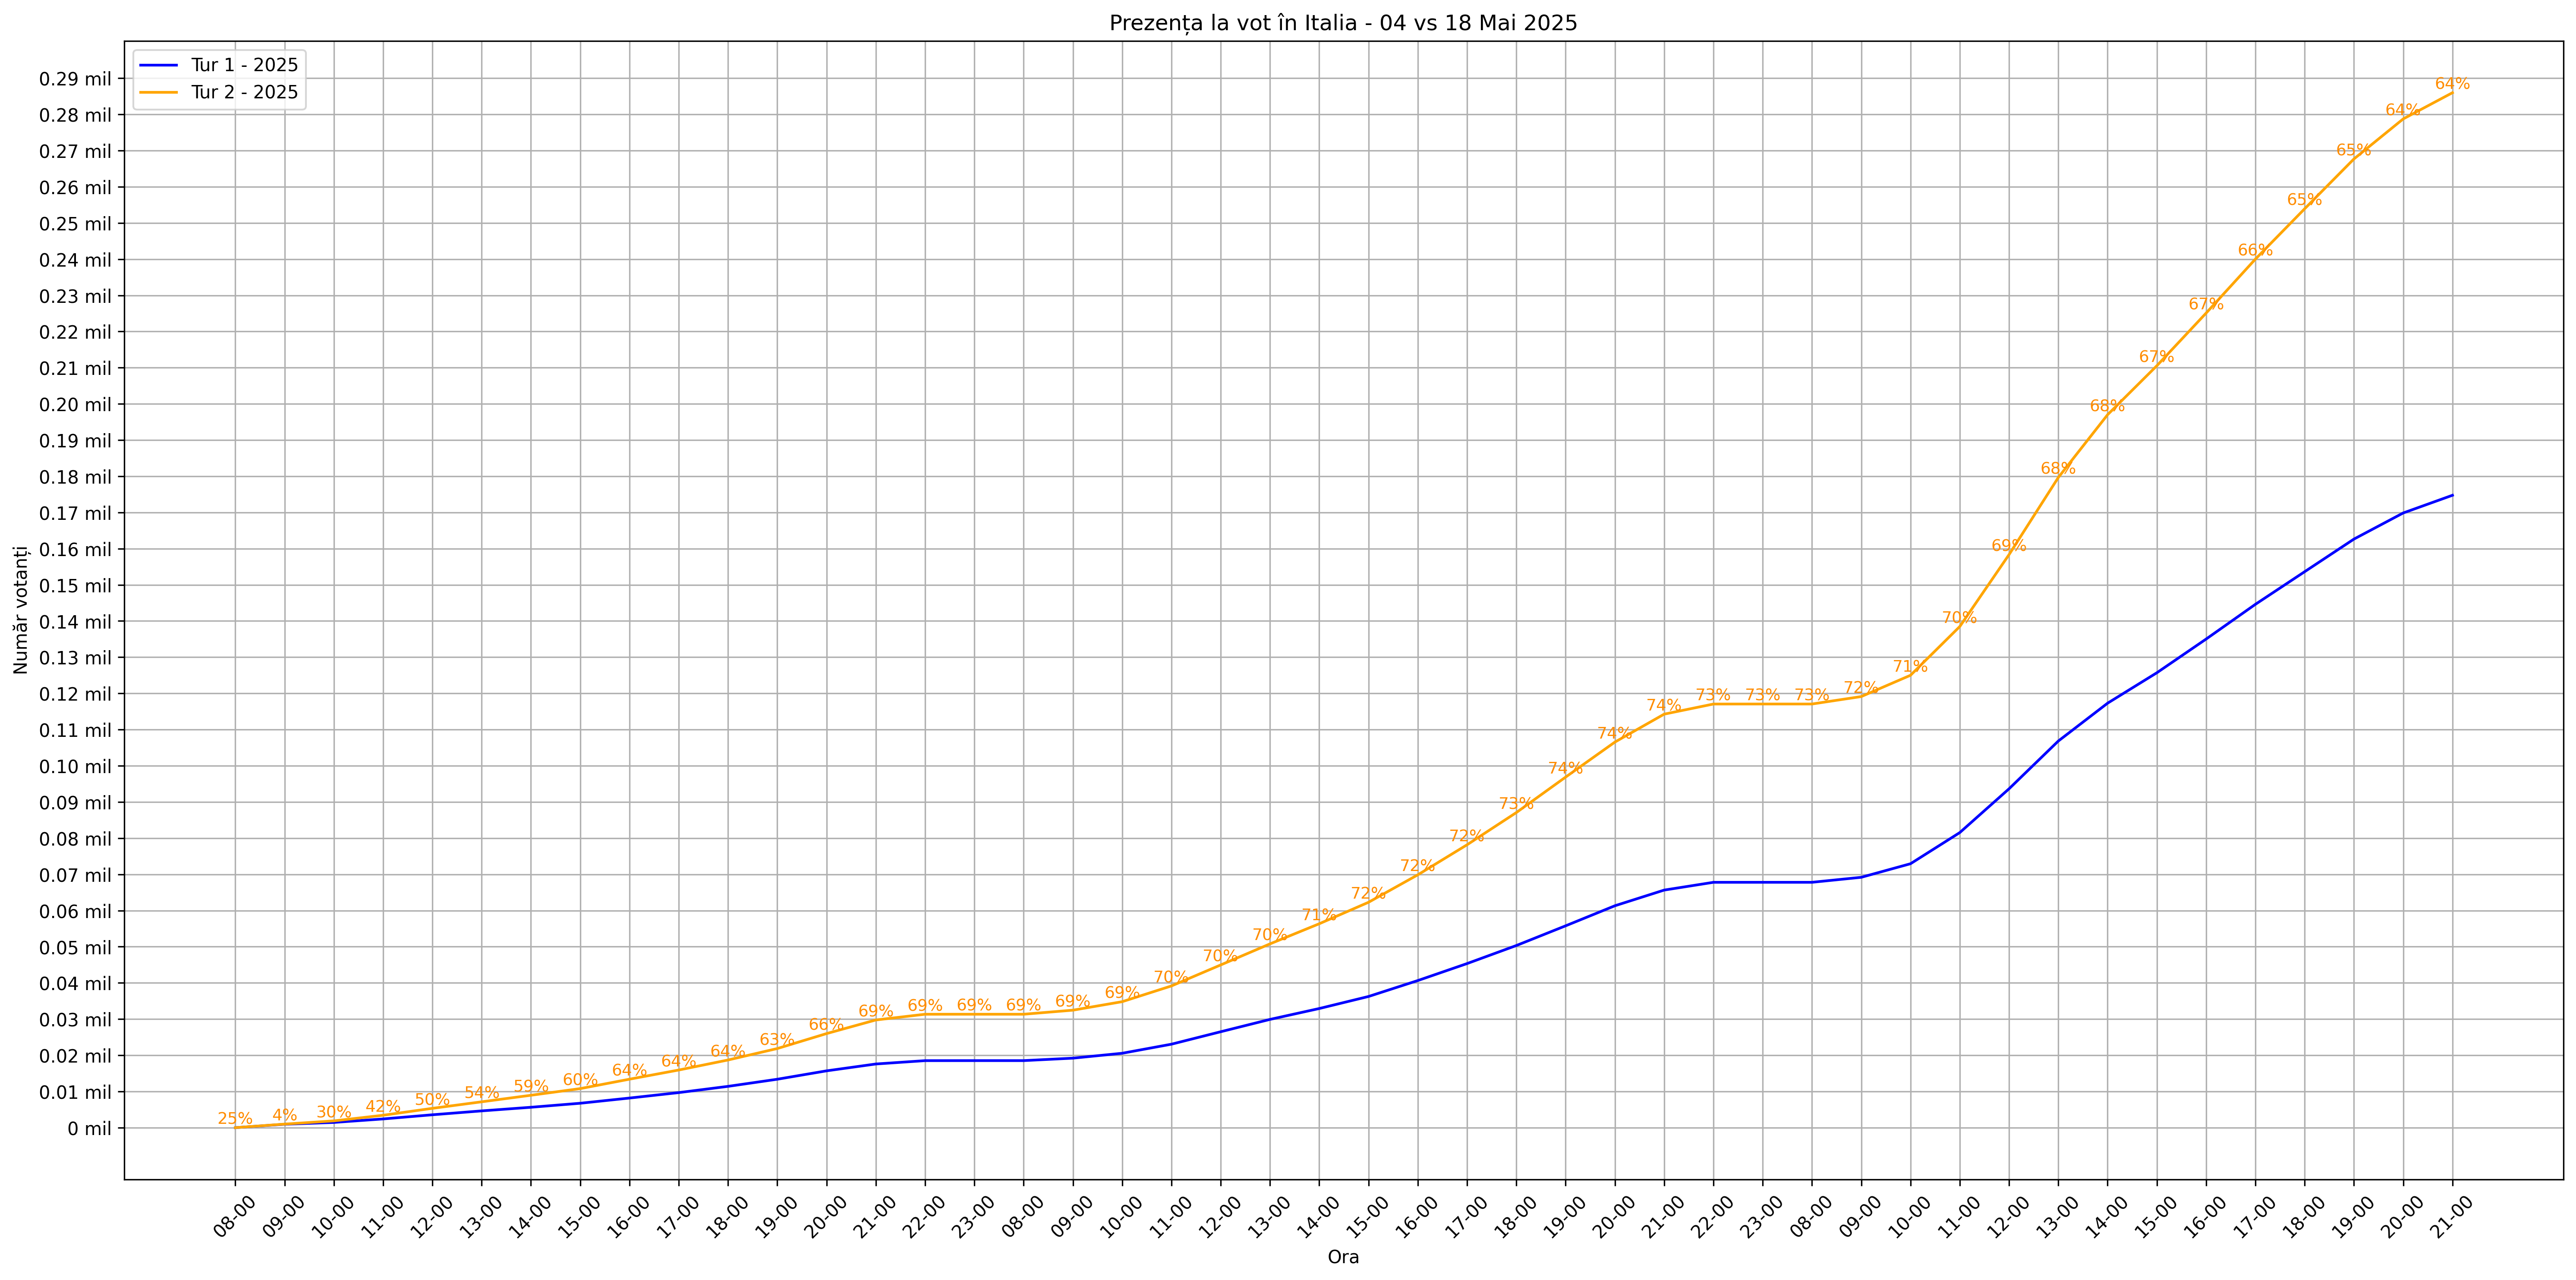 Prezența la vot în Italia - 04 vs 18 Mai 2025
Tur 1 - 2025
Tur 2 - 2025
Număr votanți
0.29 mil
0.28 mil
0.27 mil
0.26 mil
0.25 mil
0.24 mil
0.23 mil
0.22 mil
0.21 mil
0.20 mil
0.19 mil
0.18 mil
0.17 mil
0.16 mil
0.15 mil
0.14 mil
0.13 mil
0.12 mil
0.11 mil
0.10 mil
0.09 mil
0.08 mil
0.07 mil
0.06 mil
0.05 mil
0.04 mil
0.03 mil
0.02 mil
0.01 mil
0 mil
25% 4% 30% 42% 50% 54% 59% 60% 64% 64% 64% 63% 66% 69% 69% 69% 69% 69% 69% 70% 70% 70% 71% 72% 72% 72% 73% 74% 74% 74% 73% 73% 73% 72% 71% 70% 69% 68% 68% 67% 67% 66% 65% 65% 64% 64%
08-00 09-00 10-00 11-00 12-00 13-00 14-00 15-00 16-00 17-00 18-00 19-00 20-00 21-00 22-00 23-00 08-00 09-00 10-00 11-00 12-00 13-00 14-00 15-00 16-00 17-00 18-00 19-00 20-00 21-00 22-00 23-00 08-00 09-00 10-00 11-00 12-00 13-00 14-00 15-00 16-00 17-00 18-00 19-00 20-00 21-00
Ora